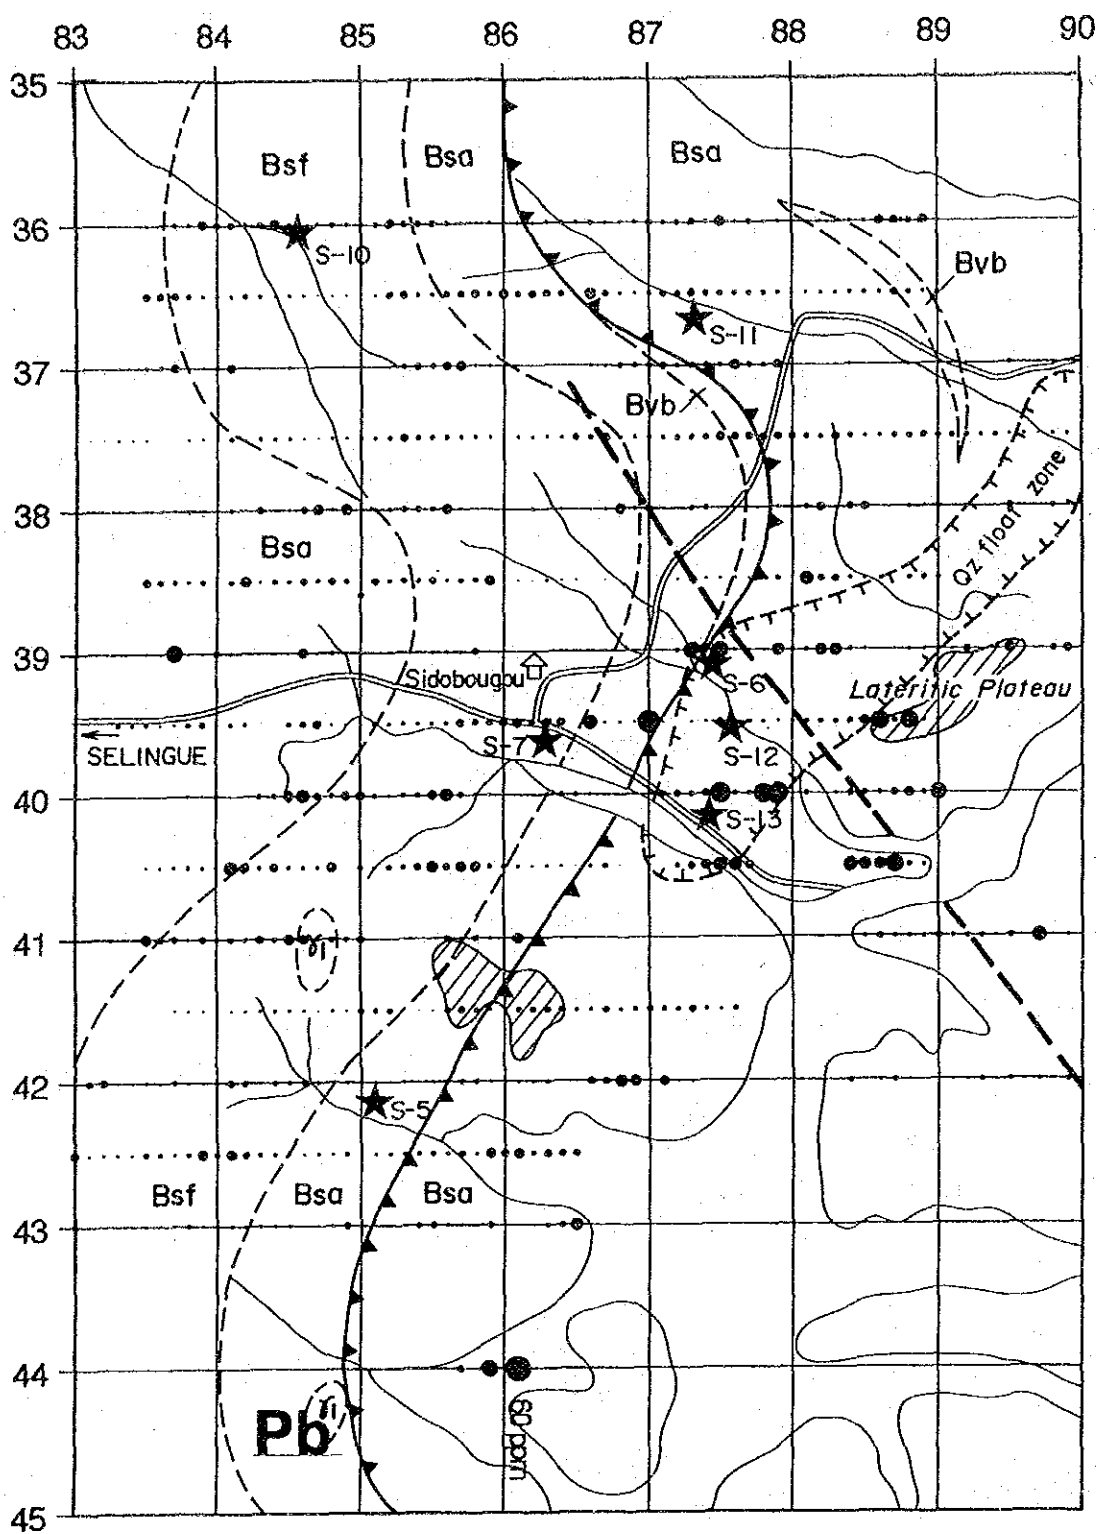 83 84 85 86 87 88 89 90
35
Bsf Bsa Bsa
36
S-10
Bvb
S-11
37
Bvb
38
Bsa
Qz float zone
39
Sidobougou
S-6
Lateritic Plateau
S-7
S-12
SELINGUE
40
S-13
41
γ1
42
S-5
Bsf Bsa Bsa
43
44
γ1
Pb
60 ppm
45